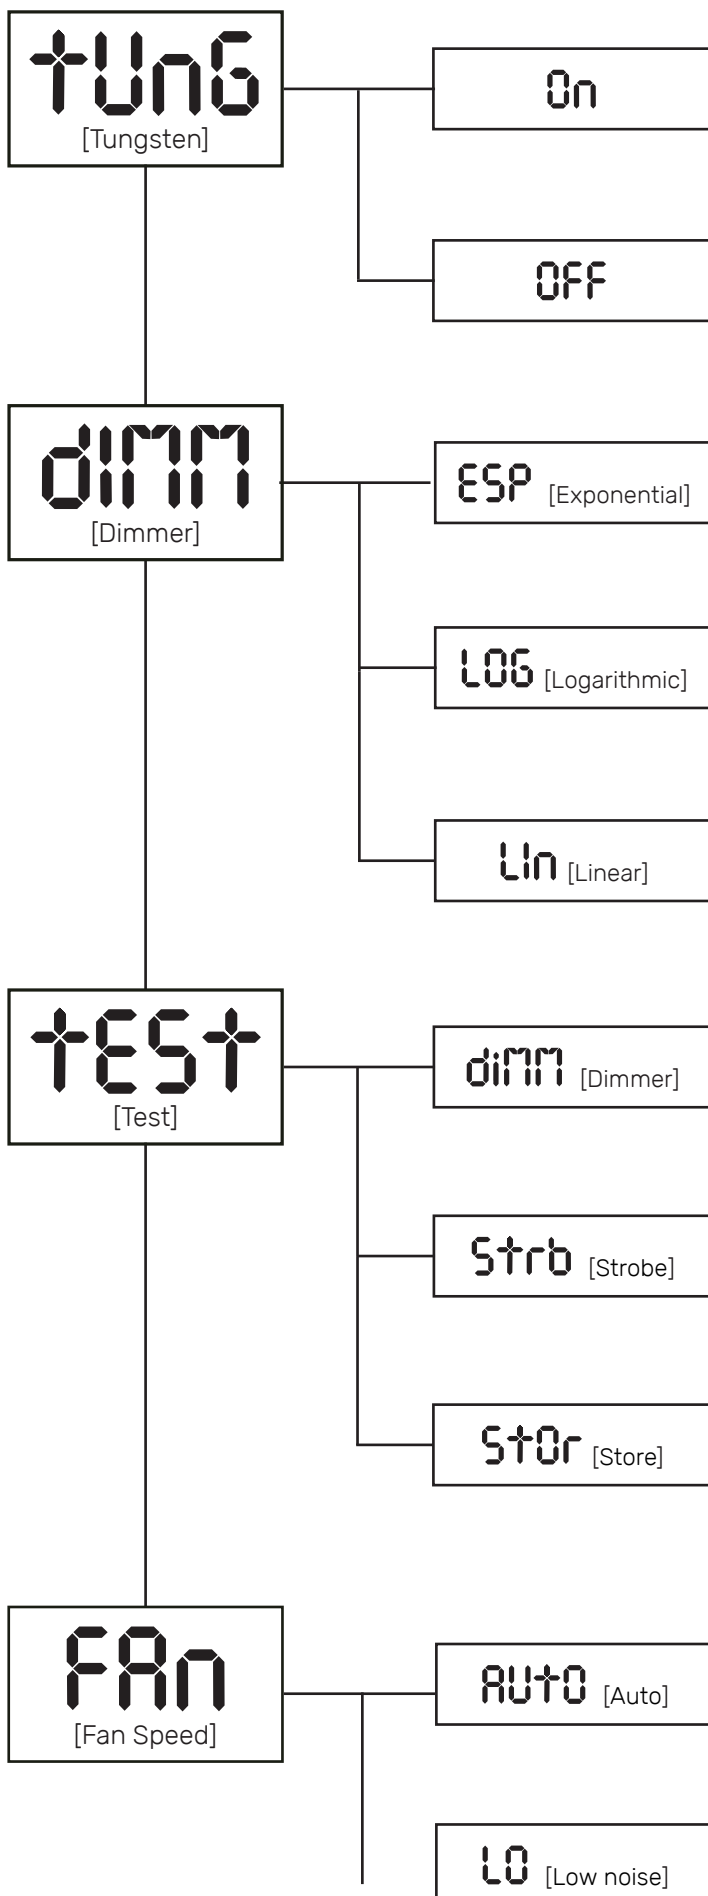 tUnG
[Tungsten]
On
OFF
diMM
[Dimmer]
ESP [Exponential]
LOG [Logarithmic]
LIn [Linear]
tESt
[Test]
diMM [Dimmer]
Strb [Strobe]
StOr [Store]
FAn
[Fan Speed]
AUtO [Auto]
LO [Low noise]